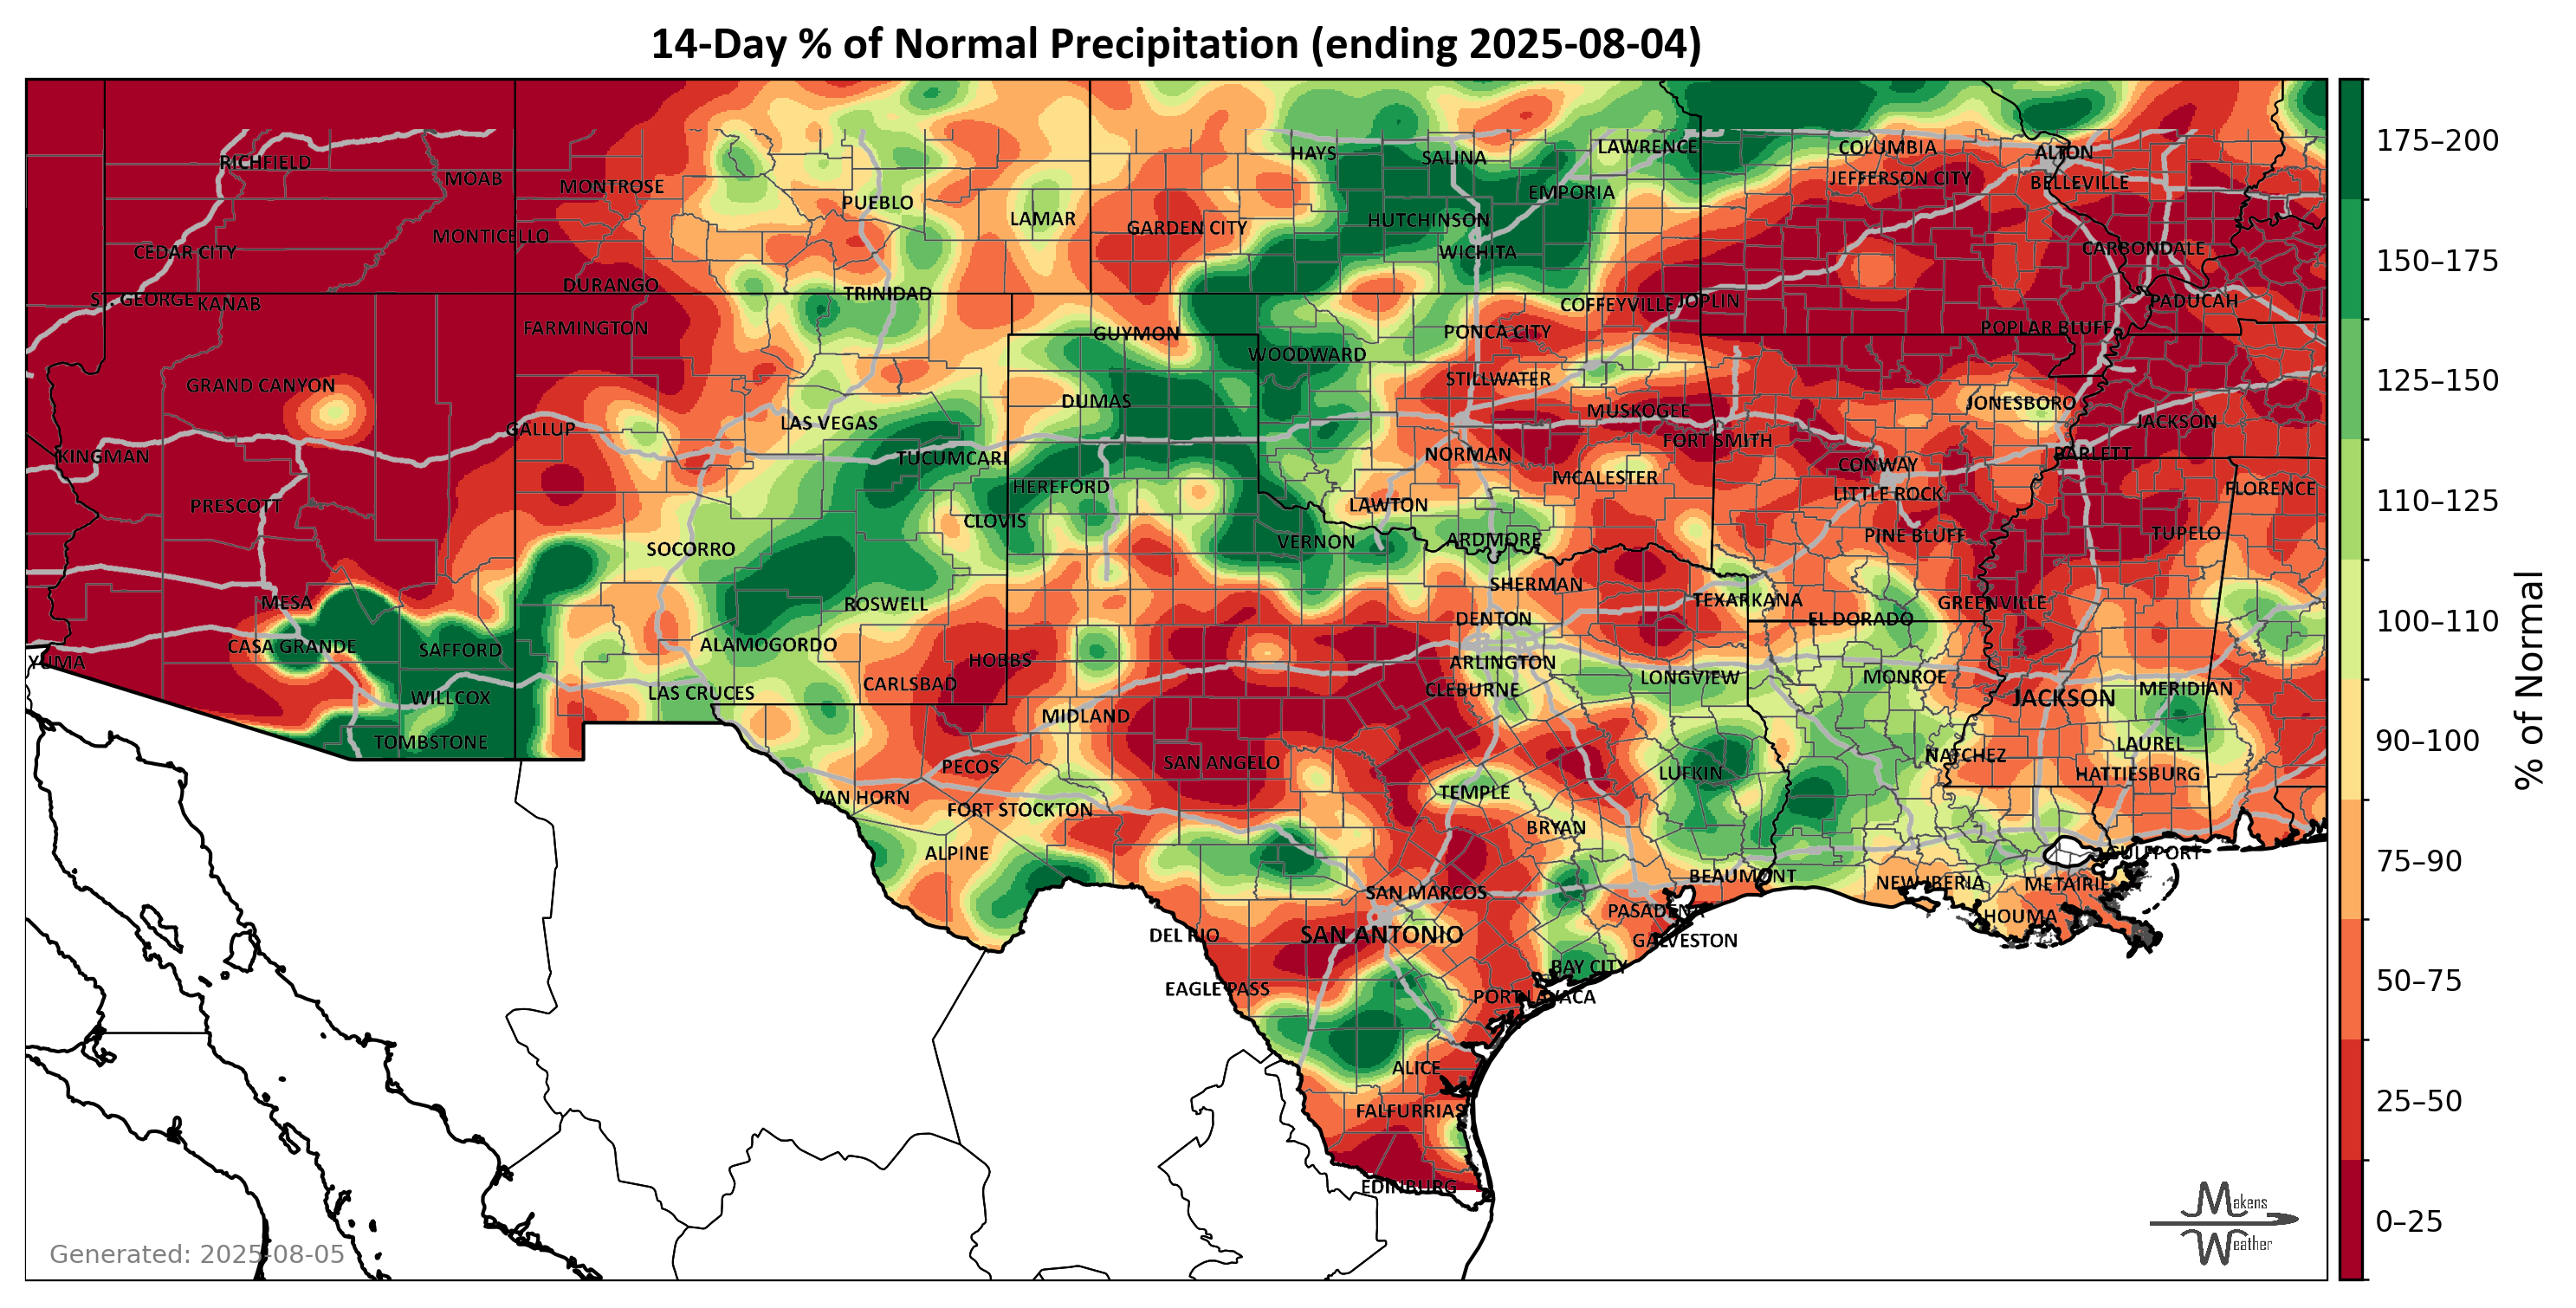 14-Day % of Normal Precipitation (ending 2025-08-04)
HAYS
SALINA
LAWRENCE
COLUMBIA
ALTON
RICHFIELD
MOAB
MONTROSE
JEFFERSON CITY
BELLEVILLE
PUEBLO
LAMAR
EMPORIA
GARDEN CITY
HUTCHINSON
MONTICELLO
CEDAR CITY
WICHITA
CARBONDALE
DURANGO
TRINIDAD
ST. GEORGE
KANAB
COFFEYVILLE
JOPLIN
PADUCAH
FARMINGTON
GUYMON
PONCA CITY
POPLAR BLUFF
WOODWARD
GRAND CANYON
STILLWATER
DUMAS
MUSKOGEE
JONESBORO
LAS VEGAS
GALLUP
JACKSON
FORT SMITH
KINGMAN
TUCUMCARI
NORMAN
CONWAY
BARLETT
MCALESTER
HEREFORD
LITTLE ROCK
FLORENCE
PRESCOTT
LAWTON
CLOVIS
PINE BLUFF
TUPELO
SOCORRO
VERNON
ARDMORE
SHERMAN
MESA
ROSWELL
TEXARKANA
GREENVILLE
DENTON
EL DORADO
CASA GRANDE
SAFFORD
ALAMOGORDO
YUMA
HOBBS
ARLINGTON
LONGVIEW
MONROE
WILLCOX
LAS CRUCES
CARLSBAD
CLEBURNE
JACKSON
MERIDIAN
MIDLAND
TOMBSTONE
LAUREL
NATCHEZ
PECOS
SAN ANGELO
LUFKIN
HATTIESBURG
VAN HORN
FORT STOCKTON
TEMPLE
BRYAN
ALPINE
GULFPORT
BEAUMONT
NEW IBERIA
METAIRIE
SAN MARCOS
PASADENA
HOUMA
DEL RIO
SAN ANTONIO
GALVESTON
BAY CITY
EAGLE PASS
PORT LAVACA
ALICE
FALFURRIAS
EDINBURG
175–200
150–175
125–150
110–125
100–110
90–100
75–90
50–75
25–50
0–25
% of Normal
Generated: 2025-08-05
Makens
Weather